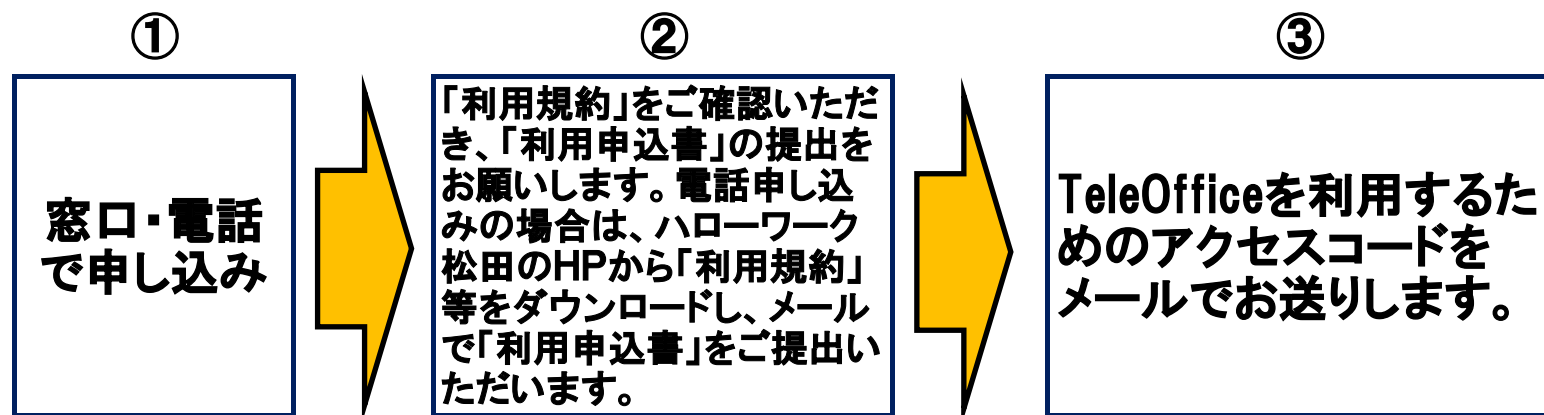 ①
窓口・電話
で申し込み
②
「利用規約」をご確認いただ
き、「利用申込書」の提出を
お願いします。電話申し込
みの場合は、ハローワーク
松田のHPから「利用規約」
等をダウンロードし、メール
で「利用申込書」をご提出い
ただいます。
③
TeleOfficeを利用するた
めのアクセスコードを
メールでお送りします。